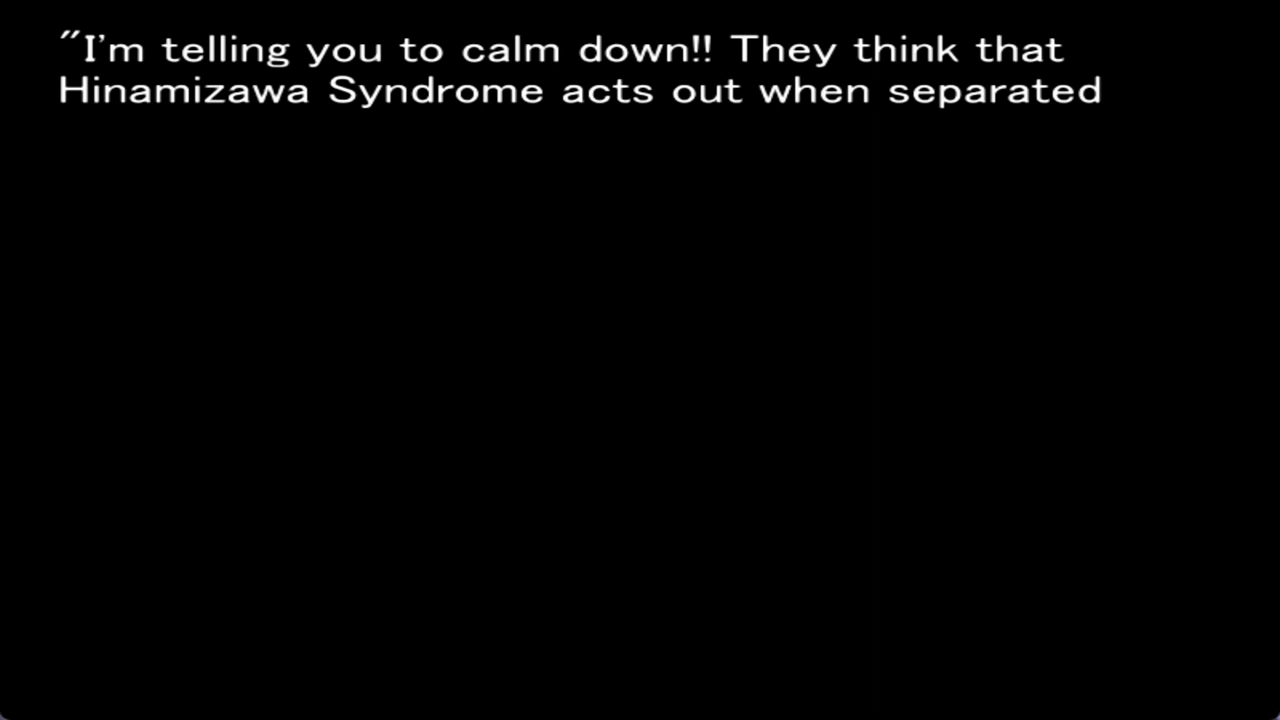 "I'm telling you to calm down!! They think that
Hinamizawa Syndrome acts out when separated